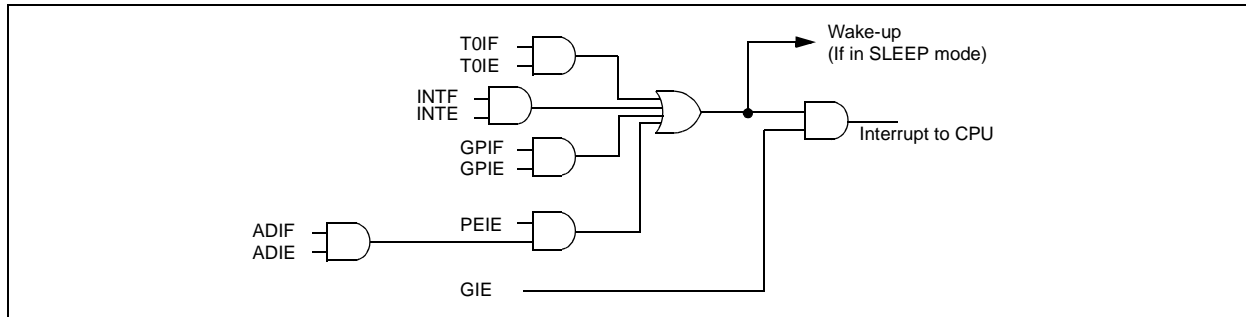 T0IF
T0IE
INTF
INTE
GPIF
GPIE
PEIE
ADIF
ADIE
GIE
Wake-up
(If in SLEEP mode)
Interrupt to CPU